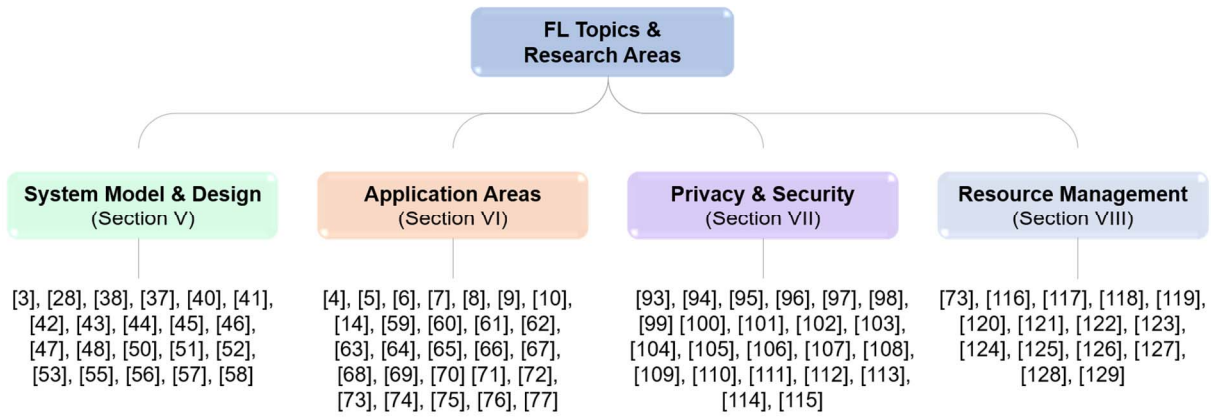 FL Topics &
Research Areas
System Model & Design
(Section V)
[3], [28], [38], [37], [40], [41],
[42], [43], [44], [45], [46],
[47], [48], [50], [51], [52],
[53], [55], [56], [57], [58]
Application Areas
(Section VI)
[4], [5], [6], [7], [8], [9], [10],
[14], [59], [60], [61], [62],
[63], [64], [65], [66], [67],
[68], [69], [70] [71], [72],
[73], [74], [75], [76], [77]
Privacy & Security
(Section VII)
[93], [94], [95], [96], [97], [98],
[99] [100], [101], [102], [103],
[104], [105], [106], [107], [108],
[109], [110], [111], [112], [113],
[114], [115]
Resource Management
(Section VIII)
[73], [116], [117], [118], [119],
[120], [121], [122], [123],
[124], [125], [126], [127],
[128], [129]